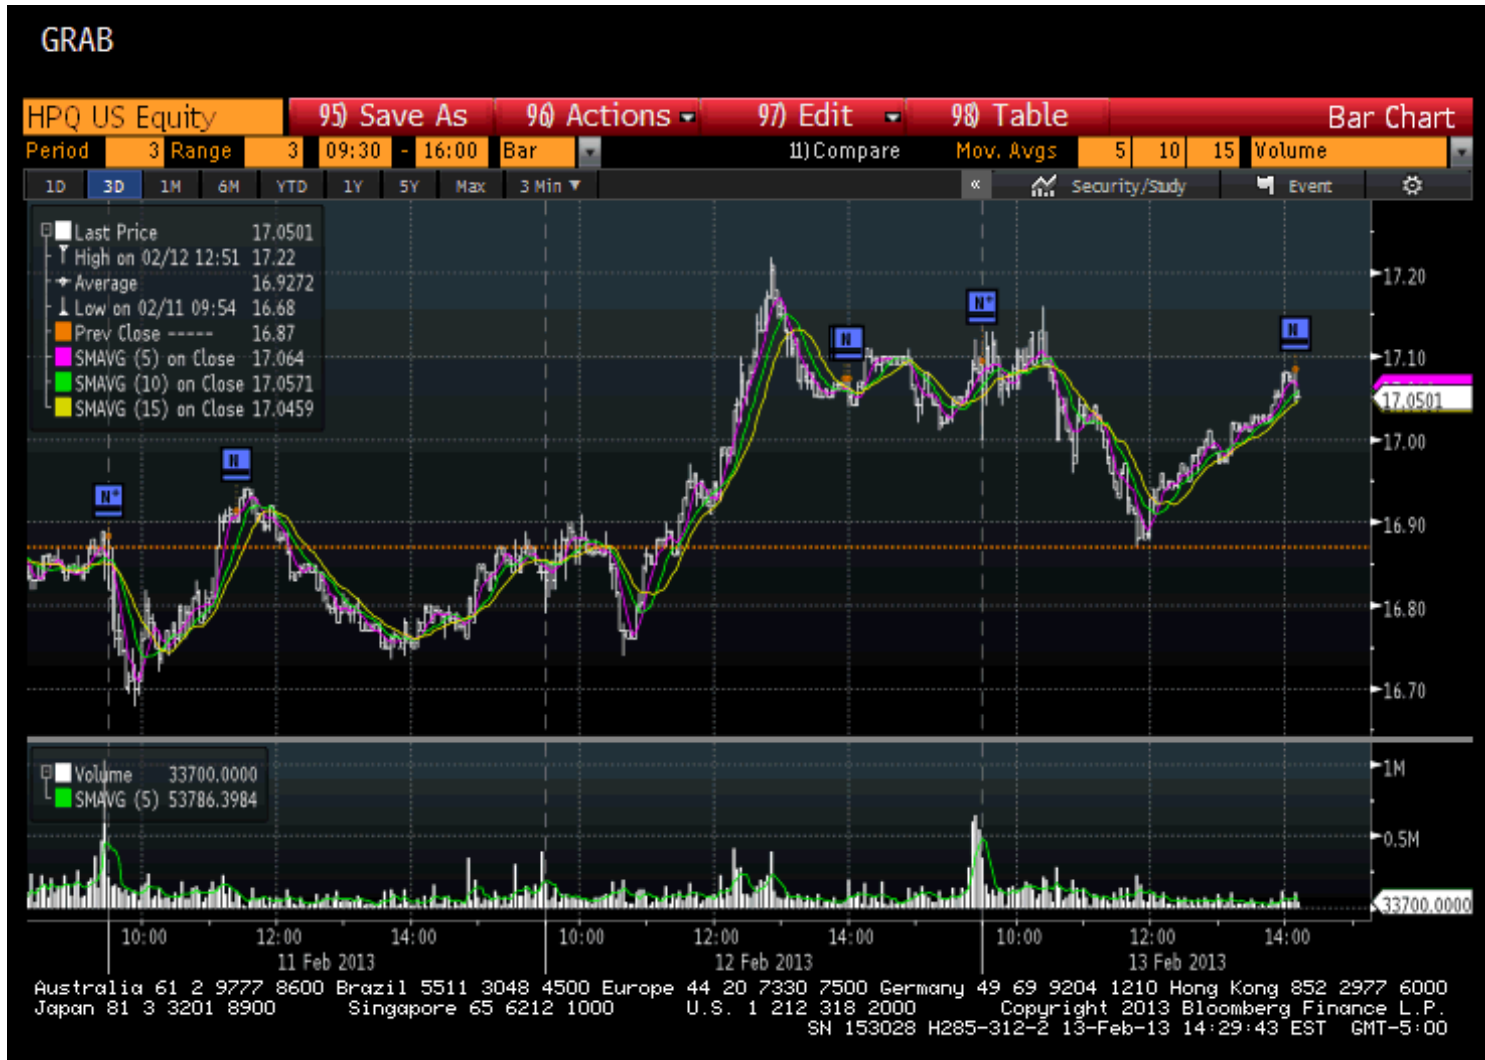 GRAB
HPQ US Equity 95) Save As 96) Actions 97) Edit 98) Table Bar Chart
Period 3 Range 3 09:30 - 16:00 Bar 11) Compare Mov. Avgs 5 10 15 Volume
1D 3D 1M 6M YTD 1Y 5Y Max 3 Min ▼ « Security/Study Event
Last Price 17.0501
High on 02/12 12:51 17.22
Average 16.9272
Low on 02/11 09:54 16.68
Prev Close ----- 16.87
SMAVG (5) on Close 17.064
SMAVG (10) on Close 17.0571
SMAVG (15) on Close 17.0459
N*
N
N
N*
N
17.20
17.10
17.0501
17.00
16.90
16.80
16.70
Volume 33700.0000
SMAVG (5) 53786.3984
1M
0.5M
33700.0000
10:00 12:00 14:00 10:00 12:00 14:00 10:00 12:00 14:00
11 Feb 2013 12 Feb 2013 13 Feb 2013
Australia 61 2 9777 8600 Brazil 5511 3048 4500 Europe 44 20 7330 7500 Germany 49 69 9204 1210 Hong Kong 852 2977 6000
Japan 81 3 3201 8900 Singapore 65 6212 1000 U.S. 1 212 318 2000 Copyright 2013 Bloomberg Finance L.P.
SN 153028 H285-312-2 13-Feb-13 14:29:43 EST GMT-5:00